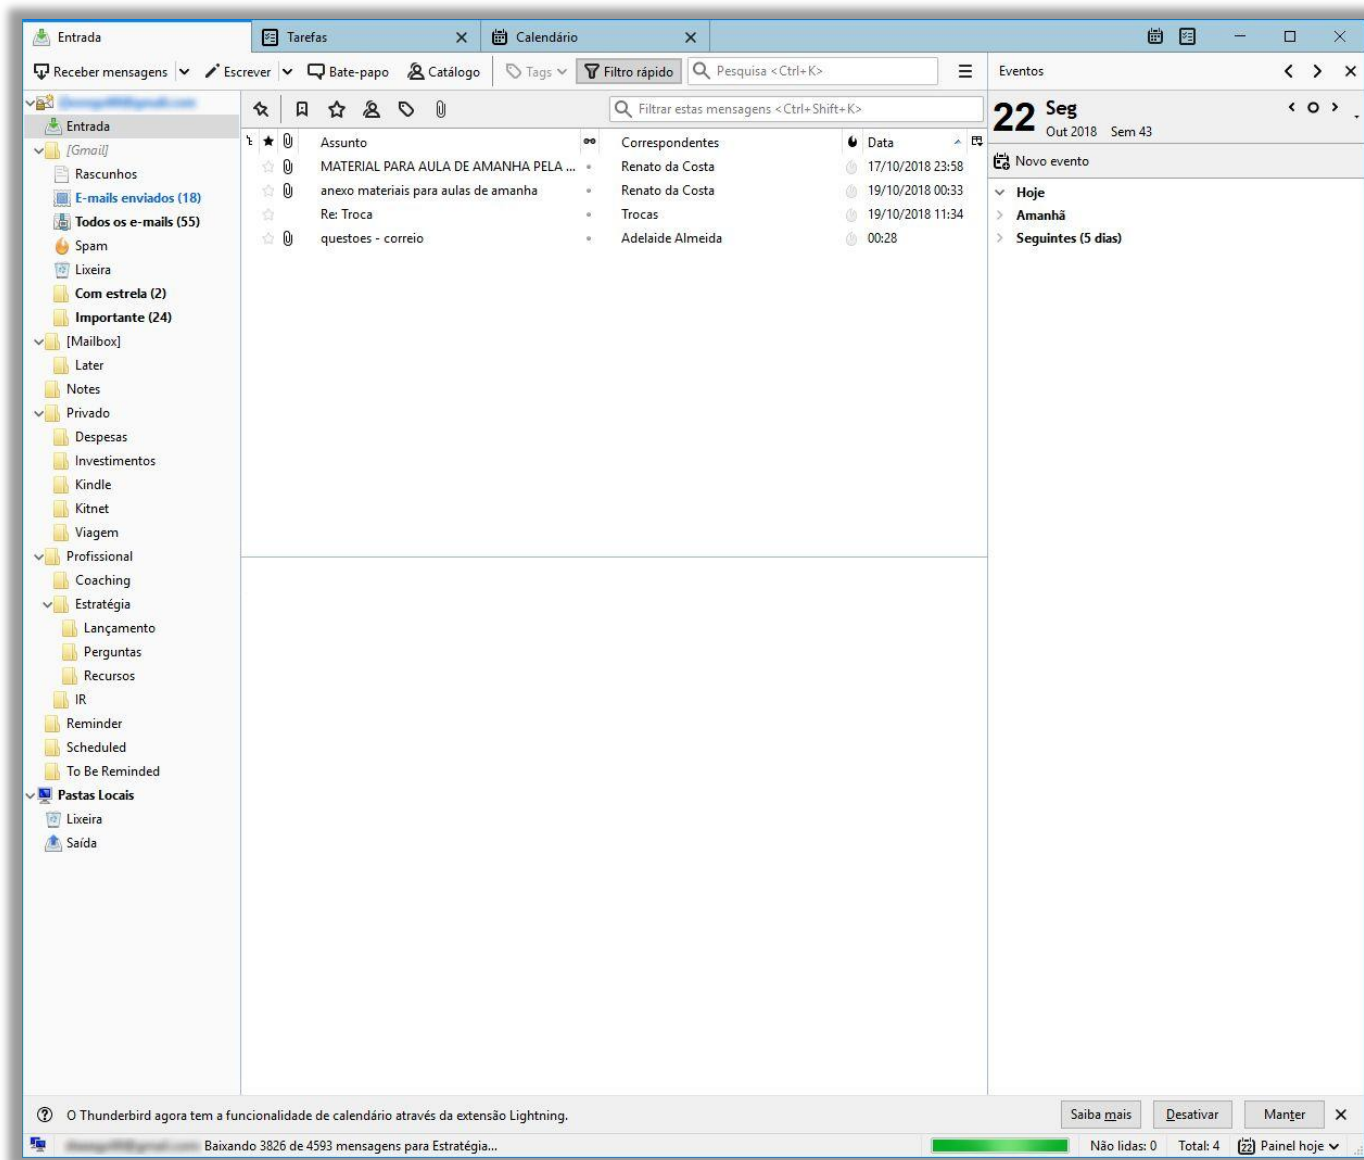 Entrada
Tarefas
Calendário
Receber mensagens
Escrever
Bate-papo
Catálogo
Tags
Filtro rápido
Pesquisa <Ctrl+K>
Eventos
Entrada
[Gmail]
Rascunhos
E-mails enviados (18)
Todos os e-mails (55)
Spam
Lixeira
Com estrela (2)
Importante (24)
[Mailbox]
Later
Notes
Privado
Despesas
Investimentos
Kindle
Kitnet
Viagem
Profissional
Coaching
Estratégia
Lançamento
Perguntas
Recursos
IR
Reminder
Scheduled
To Be Reminded
Pastas Locais
Lixeira
Saída
Filtrar estas mensagens <Ctrl+Shift+K>
Assunto Correspondentes Data
MATERIAL PARA AULA DE AMANHA PELA ... Renato da Costa 17/10/2018 23:58
anexo materiais para aulas de amanha Renato da Costa 19/10/2018 00:33
Re: Troca Trocas 19/10/2018 11:34
questoes - correio Adelaide Almeida 00:28
22 Seg
Out 2018 Sem 43
Novo evento
Hoje
Amanhã
Seguintes (5 dias)
O Thunderbird agora tem a funcionalidade de calendário através da extensão Lightning.
Saiba mais
Desativar
Manter
Baixando 3826 de 4593 mensagens para Estratégia...
Não lidas: 0
Total: 4
22 Painel hoje